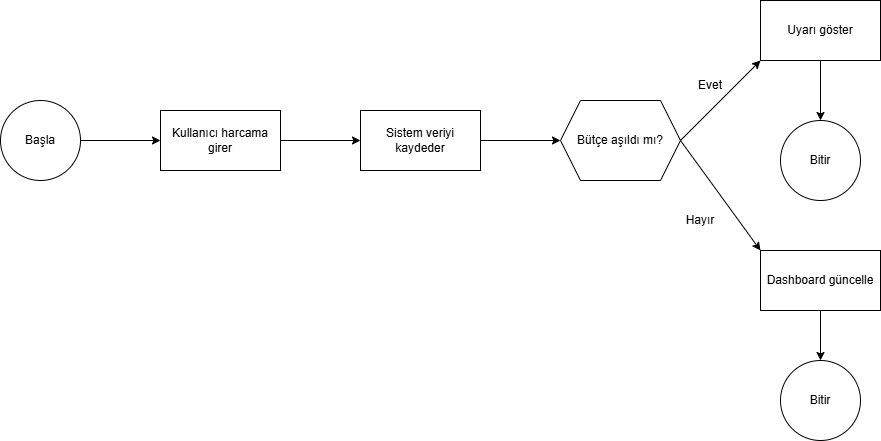 Başla
Kullanıcı harcama
girer
Sistem veriyi
kaydeder
Bütçe aşıldı mı?
Evet
Uyarı göster
Bitir
Hayır
Dashboard güncelle
Bitir